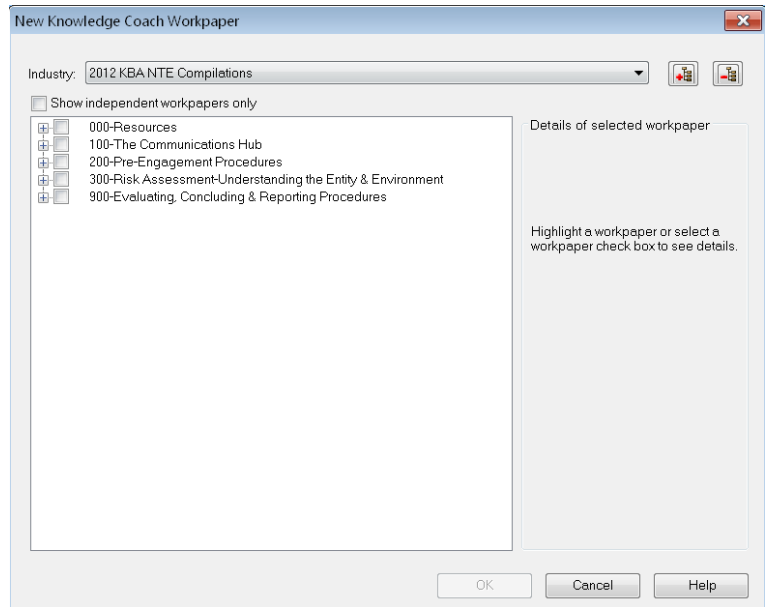 New Knowledge Coach Workpaper
Industry: 2012 KBA NTE Compilations
Show independent workpapers only
000-Resources
100-The Communications Hub
200-Pre-Engagement Procedures
300-Risk Assessment-Understanding the Entity & Environment
900-Evaluating, Concluding & Reporting Procedures
Details of selected workpaper
Highlight a workpaper or select a
workpaper check box to see details.
OK Cancel Help